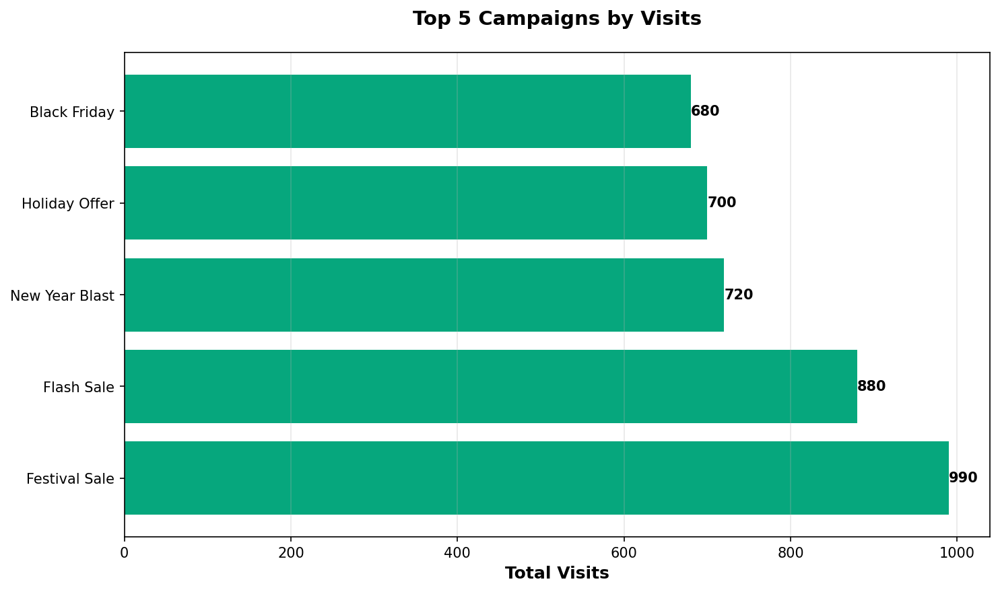 Top 5 Campaigns by Visits
Black Friday
680
Holiday Offer
700
New Year Blast
720
Flash Sale
880
Festival Sale
990
0 200 400 600 800 1000
Total Visits